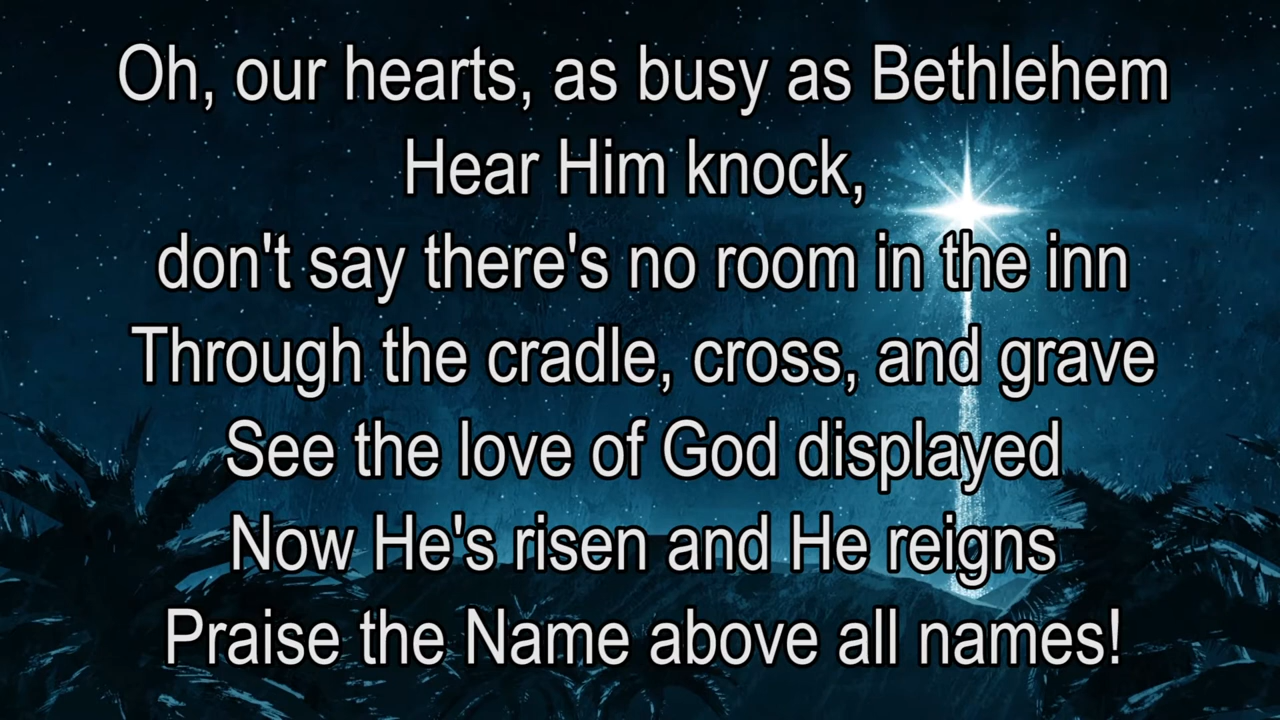 Oh, our hearts, as busy as Bethlehem
Hear Him knock,
don't say there's no room in the inn
Through the cradle, cross, and grave
See the love of God displayed
Now He's risen and He reigns
Praise the Name above all names!